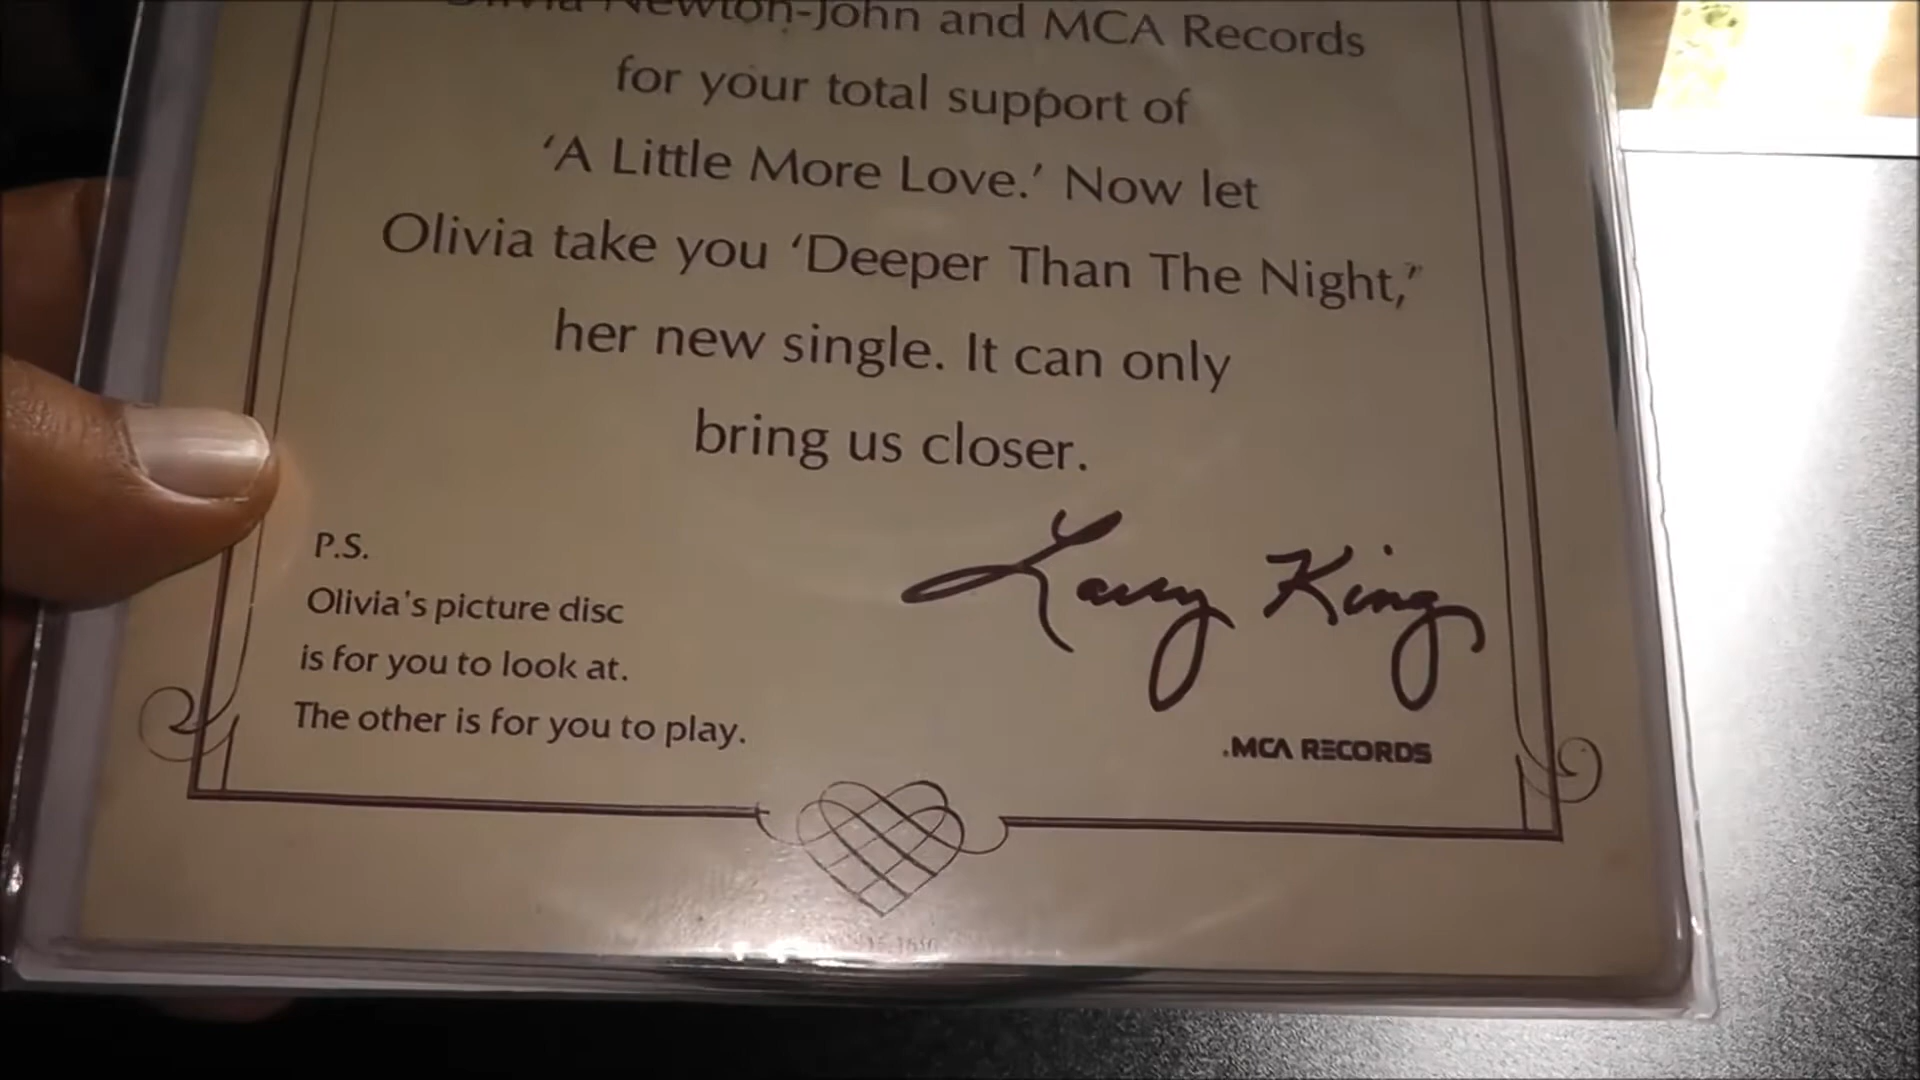 Olivia Newton-John and MCA Records
for your total support of
‘A Little More Love.’ Now let
Olivia take you ‘Deeper Than The Night,’
her new single. It can only
bring us closer.
Larry King
P.S.
Olivia's picture disc
is for you to look at.
The other is for you to play.
MCA RECORDS